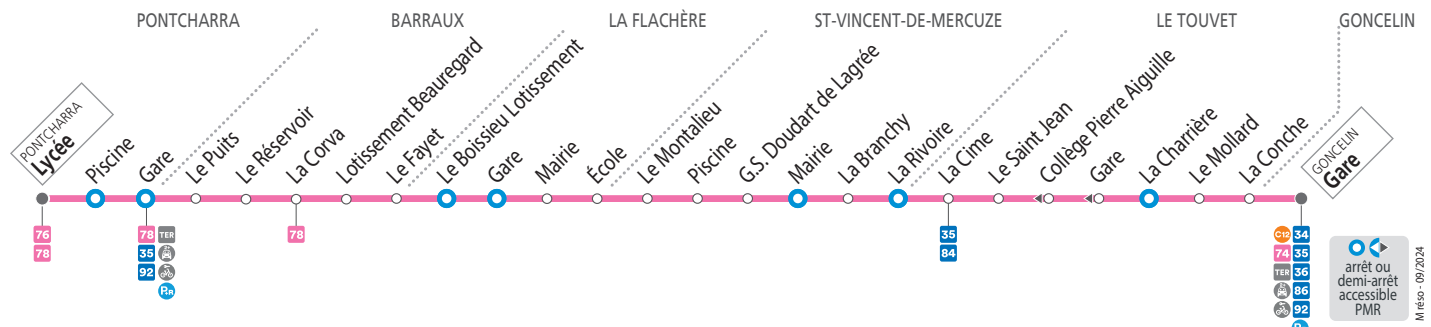 PONTCHARRA
BARRAUX
LA FLACHÈRE
ST-VINCENT-DE-MERCUZE
LE TOUVET
GONCELIN
PONTCHARRA
Lycée
Piscine
Gare
Le Puits
Le Réservoir
La Corva
Lotissement Beauregard
Le Fayet
Le Boissieu Lotissement
Gare
Mairie
École
Le Montalieu
Piscine
G.S. Doudart de Lagrée
Mairie
La Branchy
La Rivoire
La Cime
Le Saint Jean
Collège Pierre Aiguille
Gare
La Charrière
Le Mollard
La Conche
GONCELIN
Gare
76
78
78 TER
35
92
P+R
78
35
84
C12 34
74 35
TER 36
86
92
arrêt ou
demi-arrêt
accessible
PMR
M réso - 09/2024